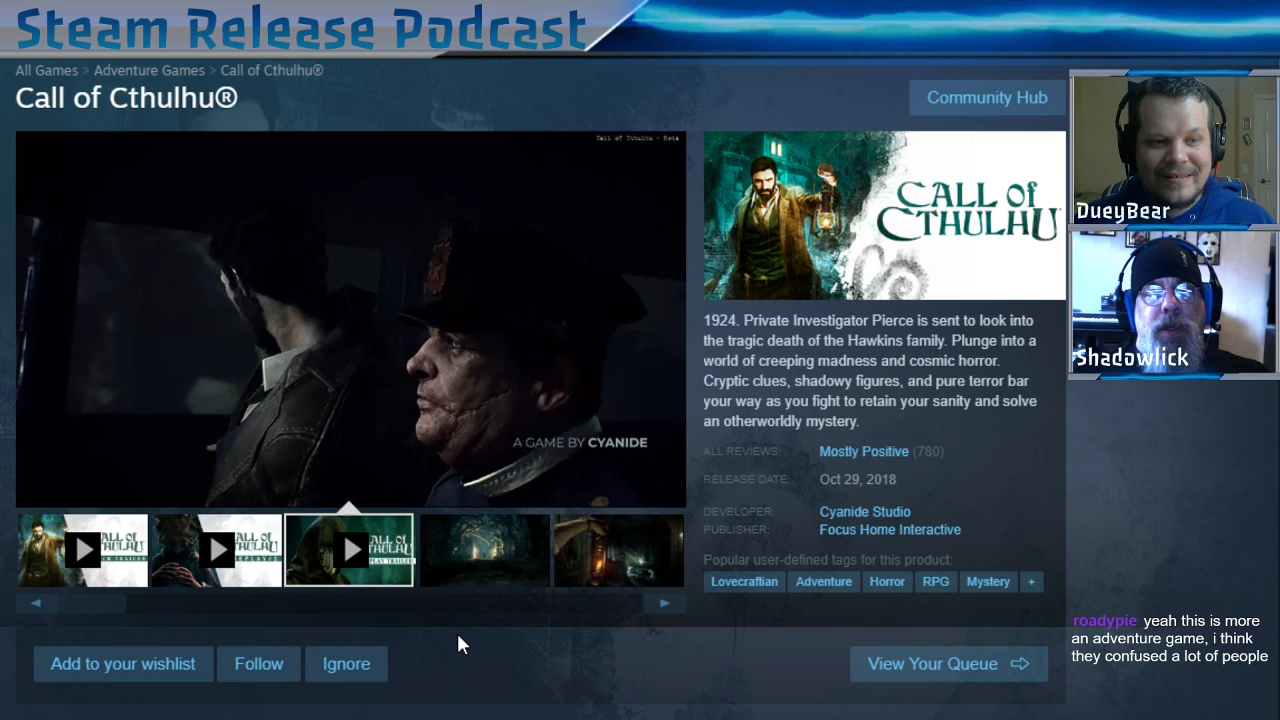 Steam Release Podcast
All Games > Adventure Games > Call of Cthulhu®
Call of Cthulhu®
Community Hub
Call of Cthulhu - Beta
A GAME BY CYANIDE
CALL of
CTHULHU
1924. Private Investigator Pierce is sent to look into
the tragic death of the Hawkins family. Plunge into a
world of creeping madness and cosmic horror.
Cryptic clues, shadowy figures, and pure terror bar
your way as you fight to retain your sanity and solve
an otherworldly mystery.
ALL REVIEWS: Mostly Positive (780)
RELEASE DATE: Oct 29, 2018
DEVELOPER: Cyanide Studio
PUBLISHER: Focus Home Interactive
Popular user-defined tags for this product:
Lovecraftian Adventure Horror RPG Mystery +
Add to your wishlist Follow Ignore
View Your Queue
DueyBear
Shadowlick
roadypie yeah this is more
an adventure game, i think
they confused a lot of people